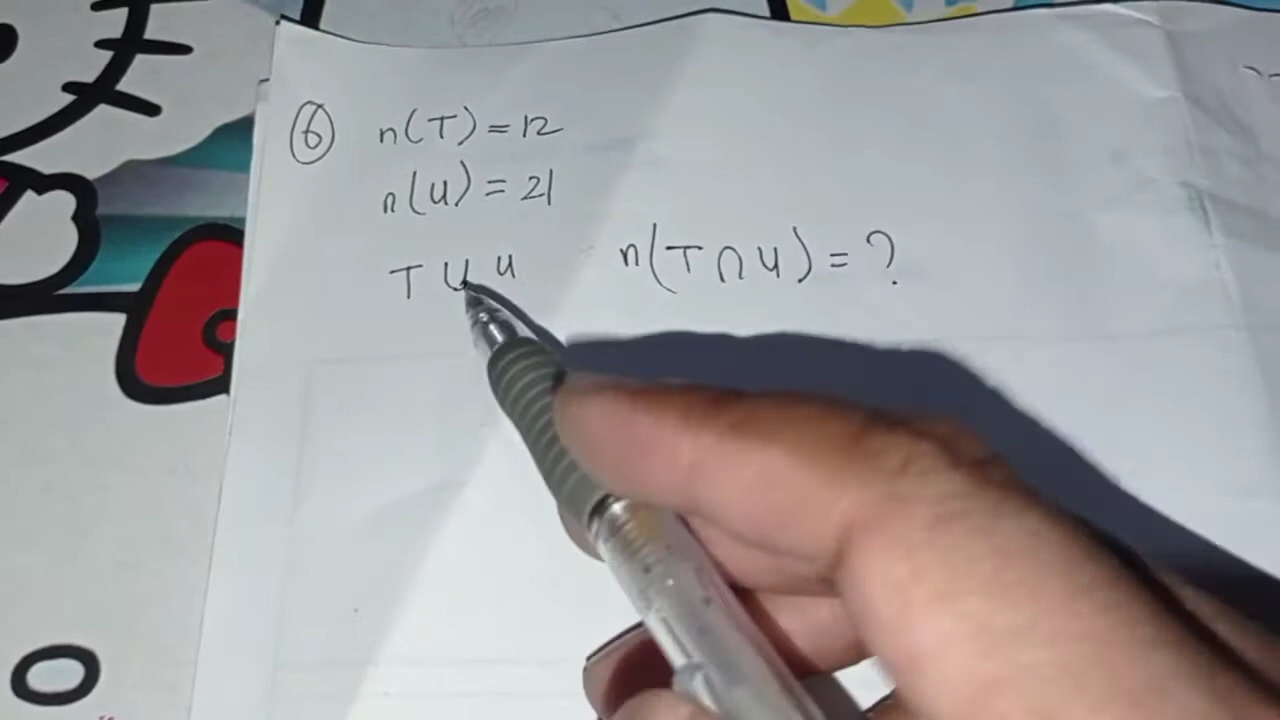 ⑥ n(T) = 12
n(U) = 21
T ∪ U n(T∩U) = ?